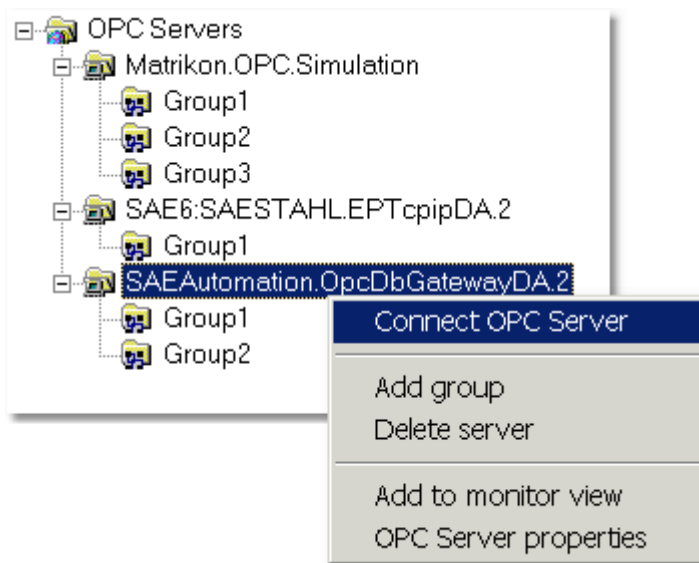 OPC Servers
Matrikon.OPC.Simulation
Group1
Group2
Group3
SAE6:SAESTAHL.EPTcpipDA.2
Group1
SAEAutomation.OpcDbGatewayDA.2
Group1
Group2
Connect OPC Server
Add group
Delete server
Add to monitor view
OPC Server properties